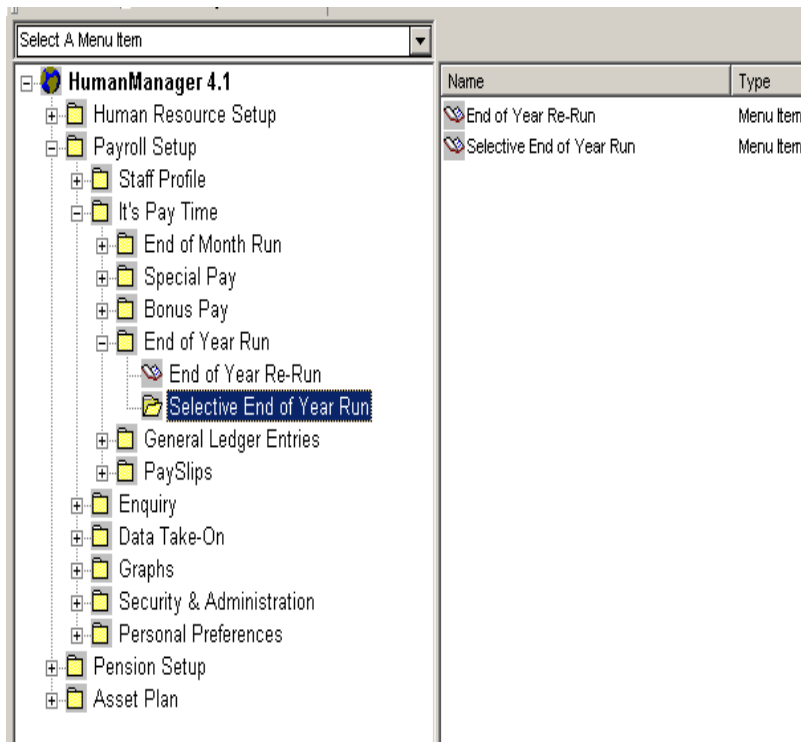 Select A Menu Item
HumanManager 4.1
Human Resource Setup
Payroll Setup
Staff Profile
It's Pay Time
End of Month Run
Special Pay
Bonus Pay
End of Year Run
End of Year Re-Run
Selective End of Year Run
General Ledger Entries
PaySlips
Enquiry
Data Take-On
Graphs
Security & Administration
Personal Preferences
Pension Setup
Asset Plan
Name Type
End of Year Re-Run Menu Item
Selective End of Year Run Menu Item